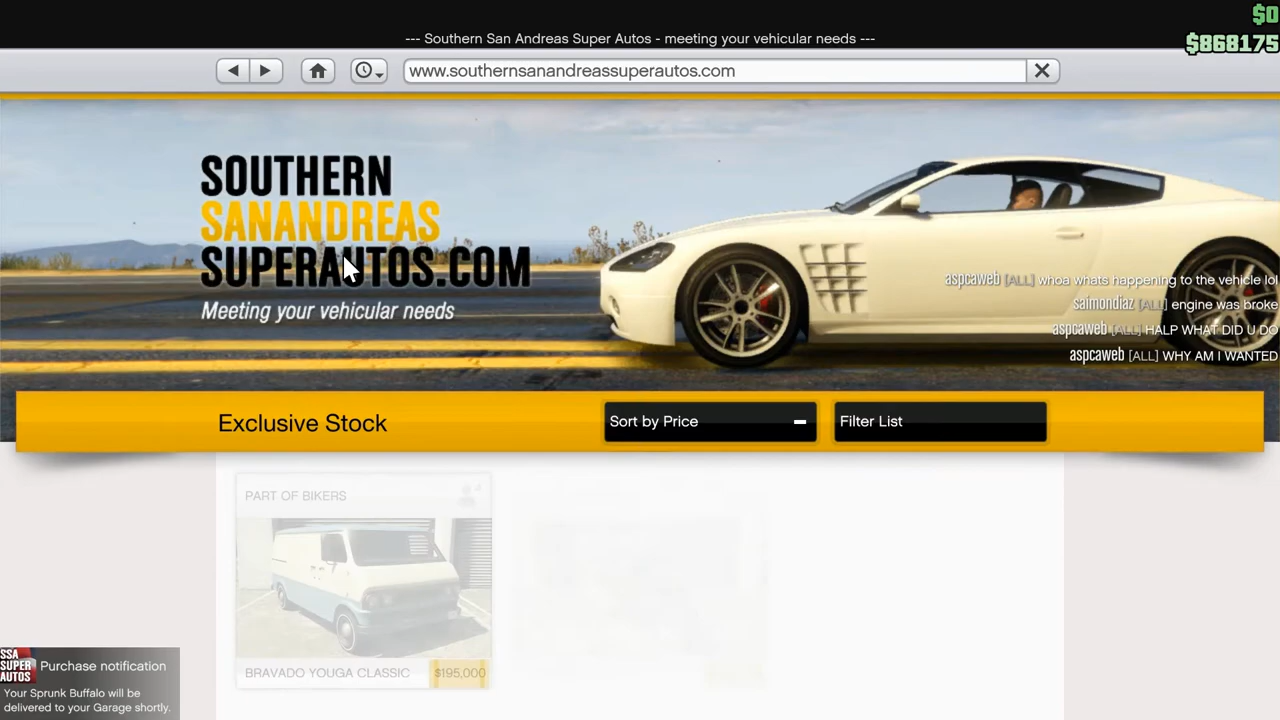 $0
--- Southern San Andreas Super Autos - meeting your vehicular needs ---
$868175
www.southernsanandreassuperautos.com
SOUTHERN
SANANDREAS
SUPERAUTOS.COM
Meeting your vehicular needs
aspcaweb [ALL] whoa whats happening to the vehicle lol
saimondiaz [ALL] engine was broke
aspcaweb [ALL] HALP WHAT DID U DO
aspcaweb [ALL] WHY AM I WANTED
Exclusive Stock
Sort by Price
Filter List
PART OF BIKERS
4
BRAVADO YOUGA CLASSIC
$195,000
SSA
SUPER
AUTOS
Purchase notification
Your Sprunk Buffalo will be
delivered to your Garage shortly.